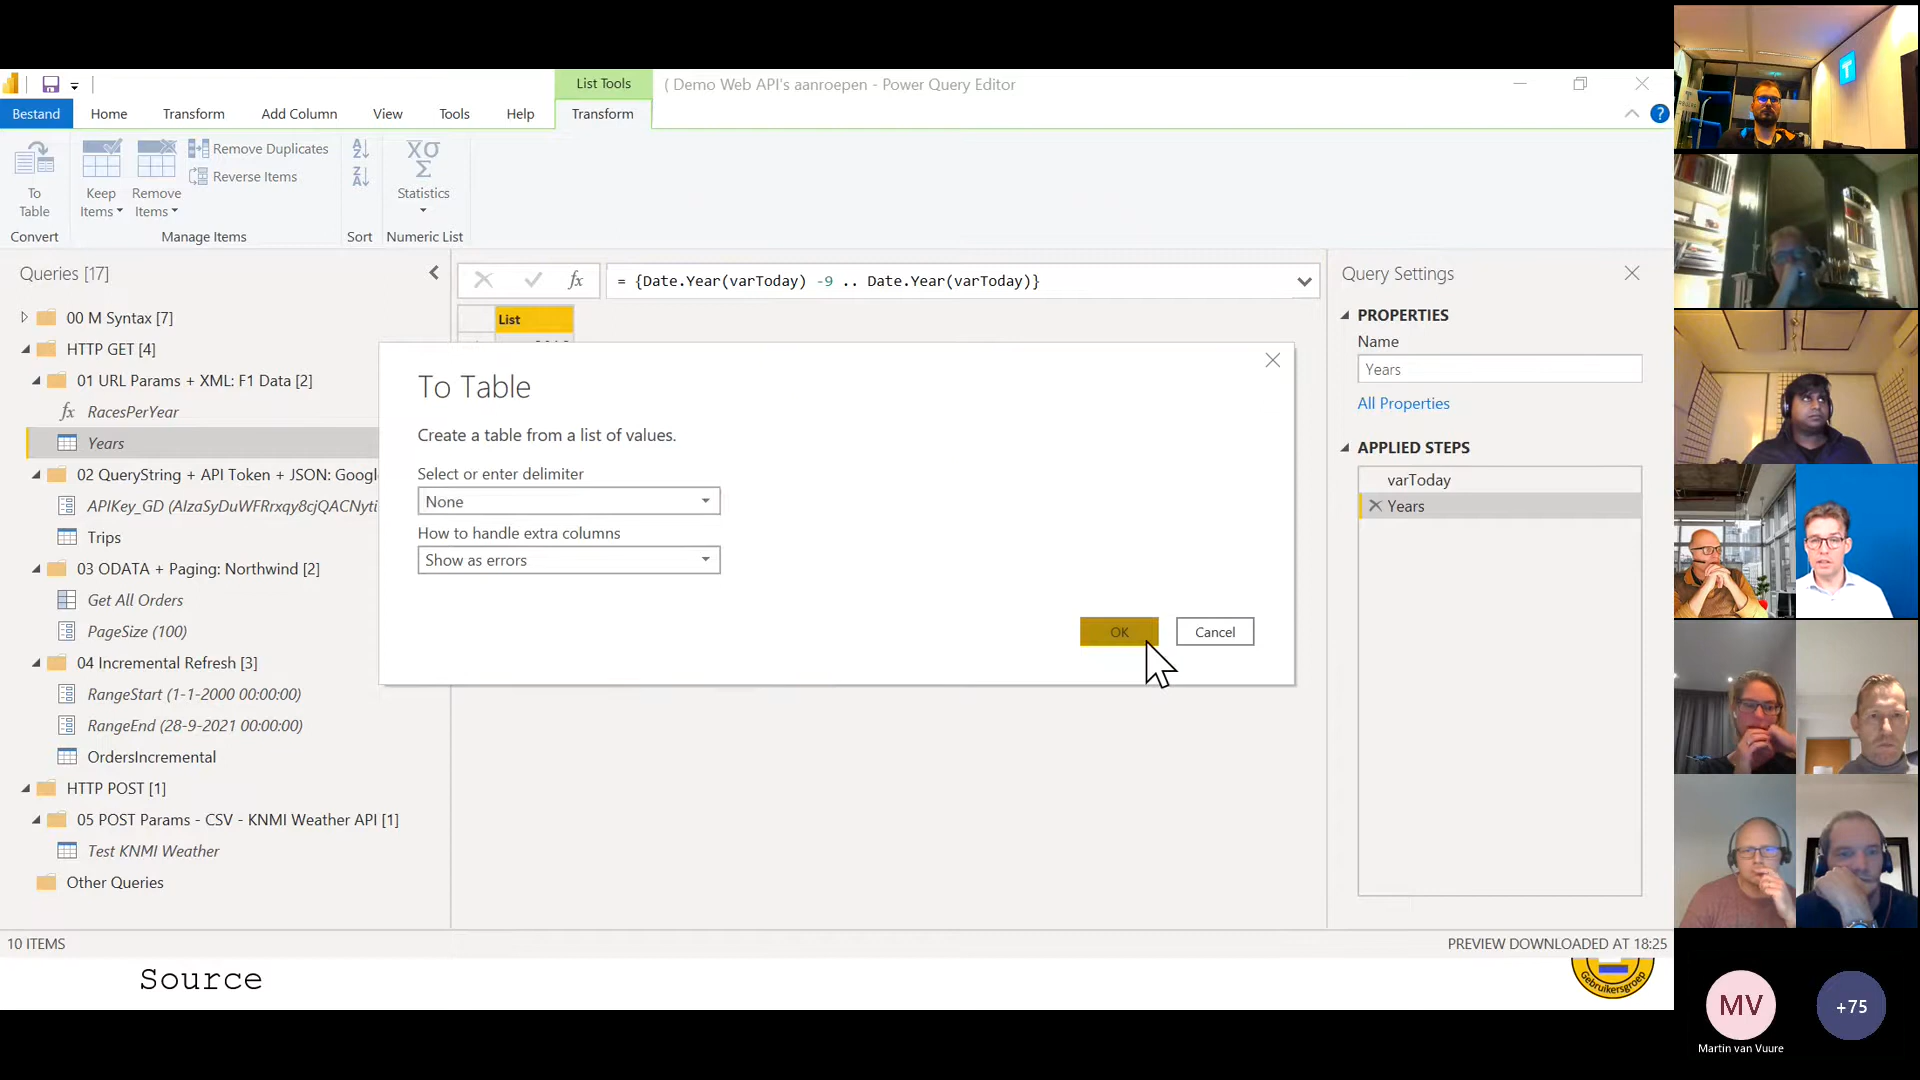 List Tools
( Demo Web API's aanroepen - Power Query Editor
Bestand
Home
Transform
Add Column
View
Tools
Help
Transform
To Table
Keep Items
Remove Items
Remove Duplicates
Reverse Items
Statistics
Convert
Manage Items
Sort
Numeric List
Queries [17]
00 M Syntax [7]
HTTP GET [4]
01 URL Params + XML: F1 Data [2]
RacesPerYear
Years
02 QueryString + API Token + JSON: Googl
APIKey_GD (AIzaSyDuWFRrxqy8cjQACNyti
Trips
03 ODATA + Paging: Northwind [2]
Get All Orders
PageSize (100)
04 Incremental Refresh [3]
RangeStart (1-1-2000 00:00:00)
RangeEnd (28-9-2021 00:00:00)
OrdersIncremental
HTTP POST [1]
05 POST Params - CSV - KNMI Weather API [1]
Test KNMI Weather
Other Queries
fx = {Date.Year(varToday) -9 .. Date.Year(varToday)}
List
To Table
Create a table from a list of values.
Select or enter delimiter
None
How to handle extra columns
Show as errors
OK
Cancel
Query Settings
PROPERTIES
Name
Years
All Properties
APPLIED STEPS
varToday
Years
10 ITEMS
PREVIEW DOWNLOADED AT 18:25
Source
Gebruikersgroep
MV
Martin van Vuure
+75